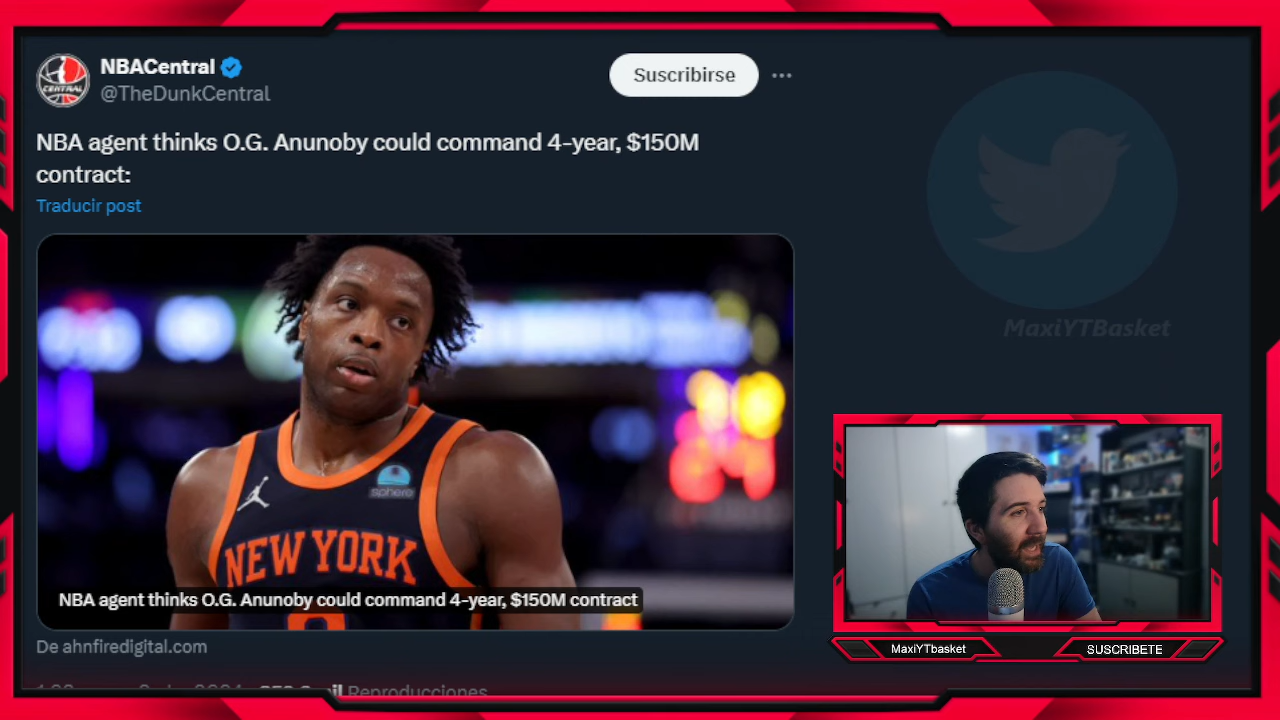 NBACentral
@TheDunkCentral
Suscribirse
NBA agent thinks O.G. Anunoby could command 4-year, $150M
contract:
Traducir post
CENTRAL
sphere
NEW YORK
NBA agent thinks O.G. Anunoby could command 4-year, $150M contract
De ahnfiredigital.com
Reproducciones
MaxiYTBasket
MaxiYTbasket
SUSCRIBETE